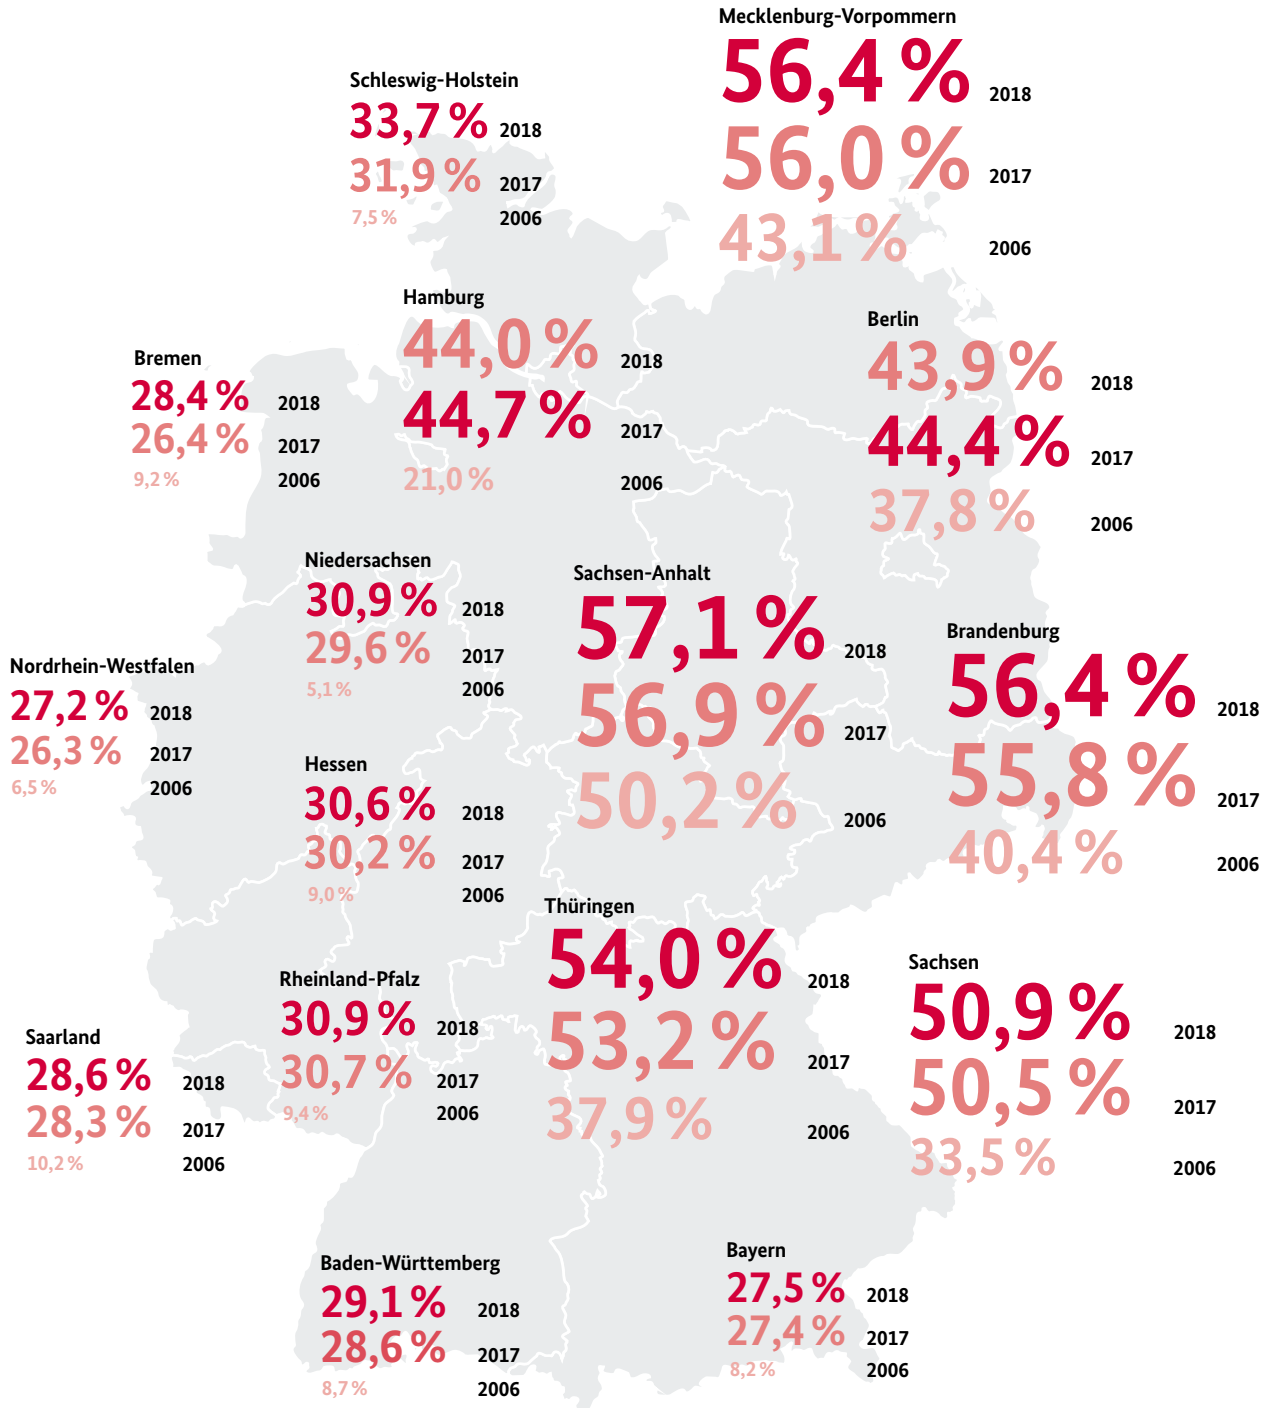 Mecklenburg-Vorpommern
56,4 % 2018
56,0 % 2017
43,1 % 2006
Schleswig-Holstein
33,7 % 2018
31,9 % 2017
7,5 % 2006
Hamburg
44,0 % 2018
44,7 % 2017
21,0 % 2006
Berlin
43,9 % 2018
44,4 % 2017
37,8 % 2006
Bremen
28,4 % 2018
26,4 % 2017
9,2 % 2006
Niedersachsen
30,9 % 2018
29,6 % 2017
5,1 % 2006
Sachsen-Anhalt
57,1 % 2018
56,9 % 2017
50,2 % 2006
Brandenburg
56,4 % 2018
55,8 % 2017
40,4 % 2006
Nordrhein-Westfalen
27,2 % 2018
26,3 % 2017
6,5 % 2006
Hessen
30,6 % 2018
30,2 % 2017
9,0 % 2006
Thüringen
54,0 % 2018
53,2 % 2017
37,9 % 2006
Sachsen
50,9 % 2018
50,5 % 2017
33,5 % 2006
Rheinland-Pfalz
30,9 % 2018
30,7 % 2017
9,4 % 2006
Saarland
28,6 % 2018
28,3 % 2017
10,2 % 2006
Baden-Württemberg
29,1 % 2018
28,6 % 2017
8,7 % 2006
Bayern
27,5 % 2018
27,4 % 2017
8,2 % 2006